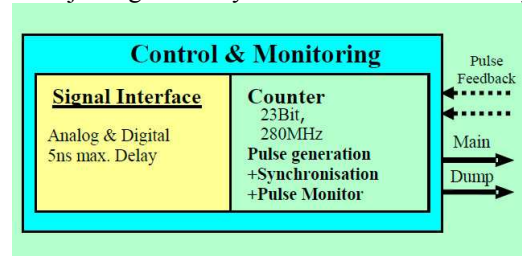 Control & Monitoring
Signal Interface
Analog & Digital
5ns max. Delay
Counter
23Bit,
280MHz
Pulse generation
+Synchronisation
+Pulse Monitor
Pulse
Feedback
Main
Dump